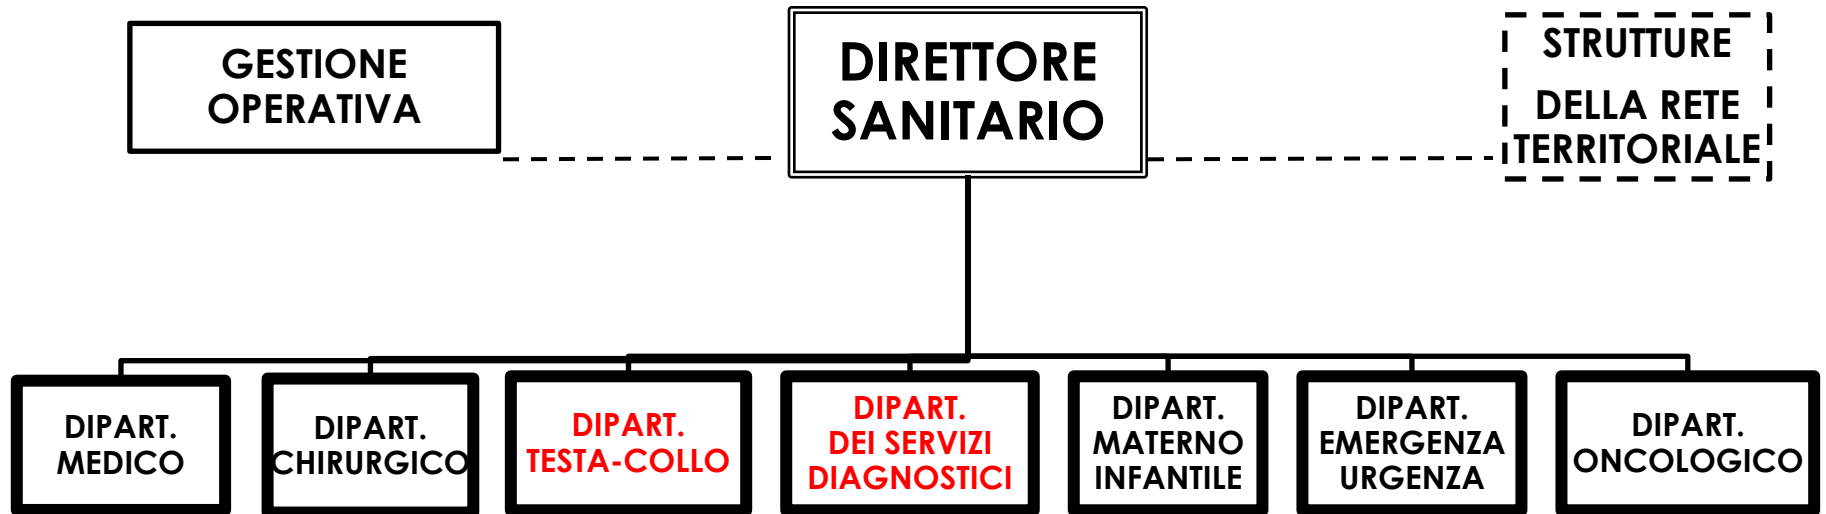 GESTIONE
OPERATIVA
DIRETTORE
SANITARIO
STRUTTURE
DELLA RETE
TERRITORIALE
DIPART.
MEDICO
DIPART.
CHIRURGICO
DIPART.
TESTA-COLLO
DIPART.
DEI SERVIZI
DIAGNOSTICI
DIPART.
MATERNO
INFANTILE
DIPART.
EMERGENZA
URGENZA
DIPART.
ONCOLOGICO